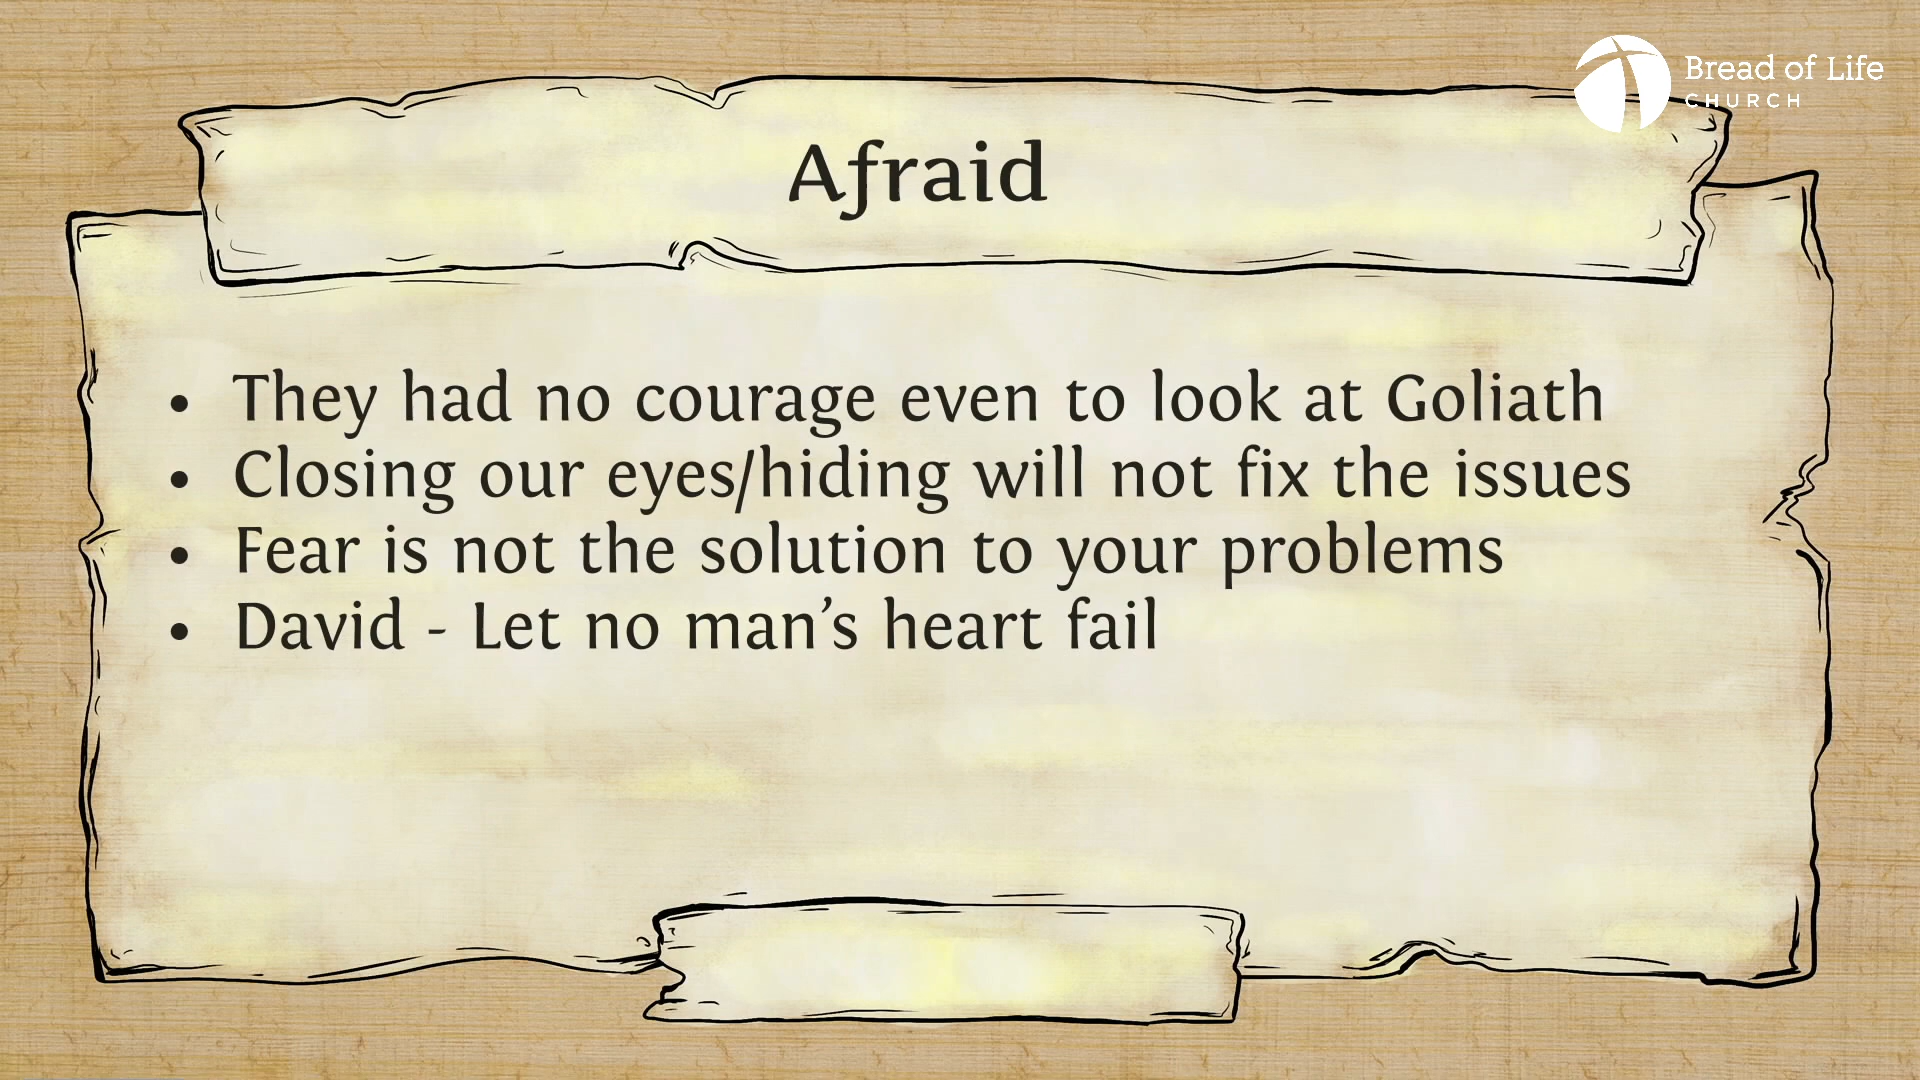 Bread of Life
CHURCH
Afraid
• They had no courage even to look at Goliath
• Closing our eyes/hiding will not fix the issues
• Fear is not the solution to your problems
• David - Let no man’s heart fail